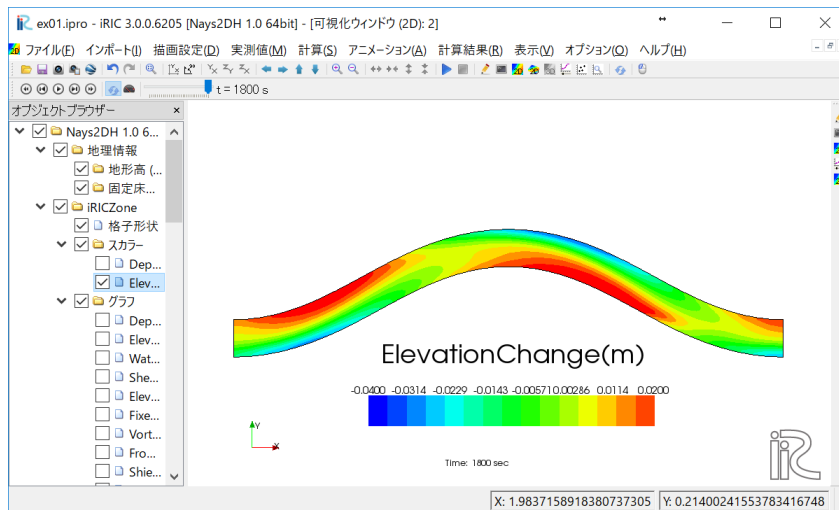 ex01.ipro - iRIC 3.0.0.6205 [Nays2DH 1.0 64bit] - [可視化ウィンドウ (2D): 2]
ファイル(F) インポート(I) 描画設定(D) 実測値(M) 計算(S) アニメーション(A) 計算結果(R) 表示(V) オプション(O) ヘルプ(H)
t = 1800 s
オブジェクトブラウザー
Nays2DH 1.0 6...
地理情報
地形高 (...
固定床...
iRICZone
格子形状
スカラー
Dep...
Elev...
グラフ
Dep...
Elev...
Wat...
She...
Elev...
Fixe...
Vort...
Fro...
Shie...
ElevationChange(m)
-0.0400 -0.0314 -0.0229 -0.0143 -0.00571 0.00286 0.0114 0.0200
Y
X
Time: 1800 sec
iRiC
X: 1.9837158918380737305 Y: 0.21400241553783416748